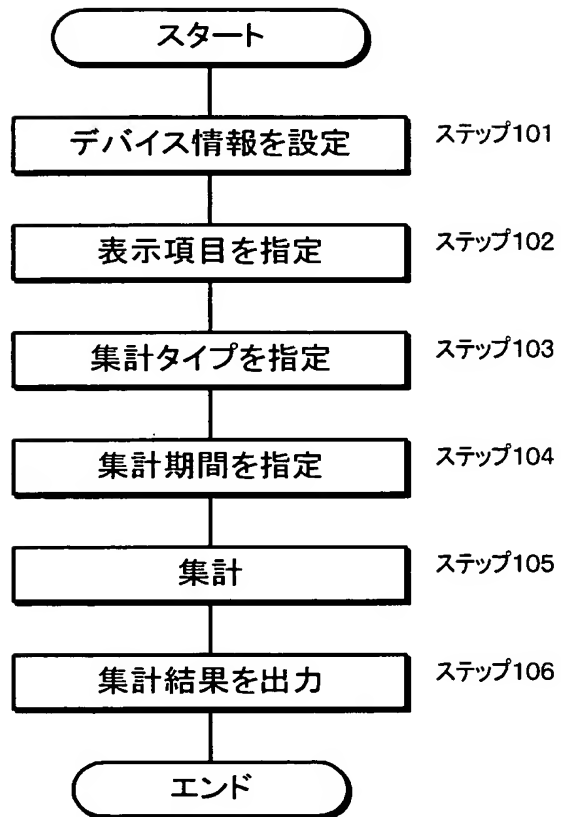 スタート
デバイス情報を設定 ステップ101
表示項目を指定 ステップ102
集計タイプを指定 ステップ103
集計期間を指定 ステップ104
集計 ステップ105
集計結果を出力 ステップ106
エンド